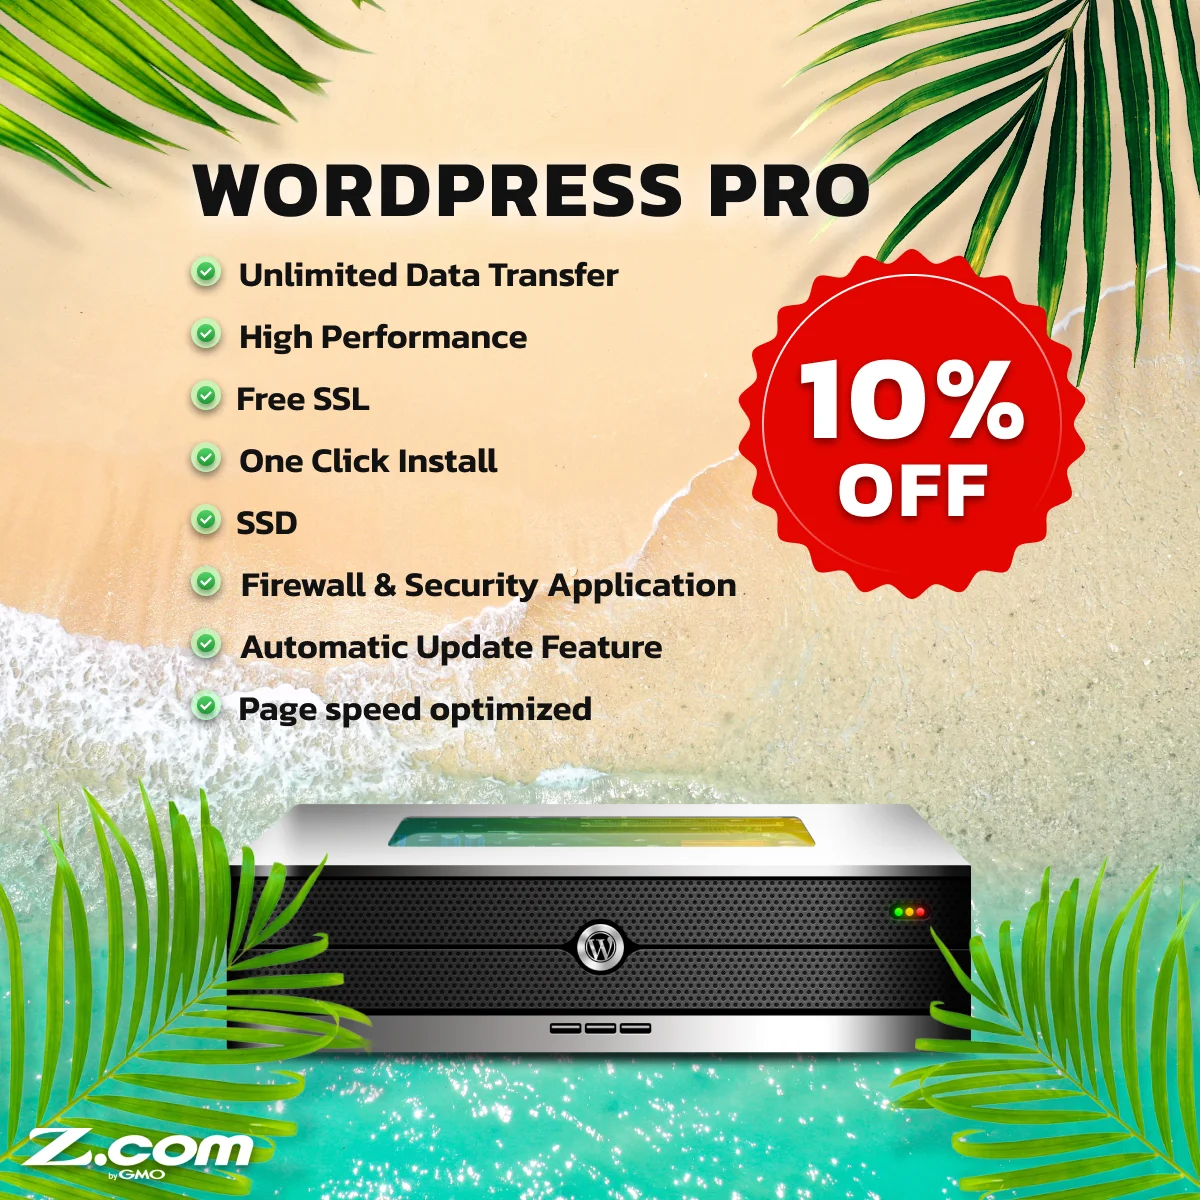 WORDPRESS PRO
Unlimited Data Transfer
High Performance
Free SSL
One Click Install
SSD
Firewall & Security Application
Automatic Update Feature
Page speed optimized
10%
OFF
W
Z.com
by GMO